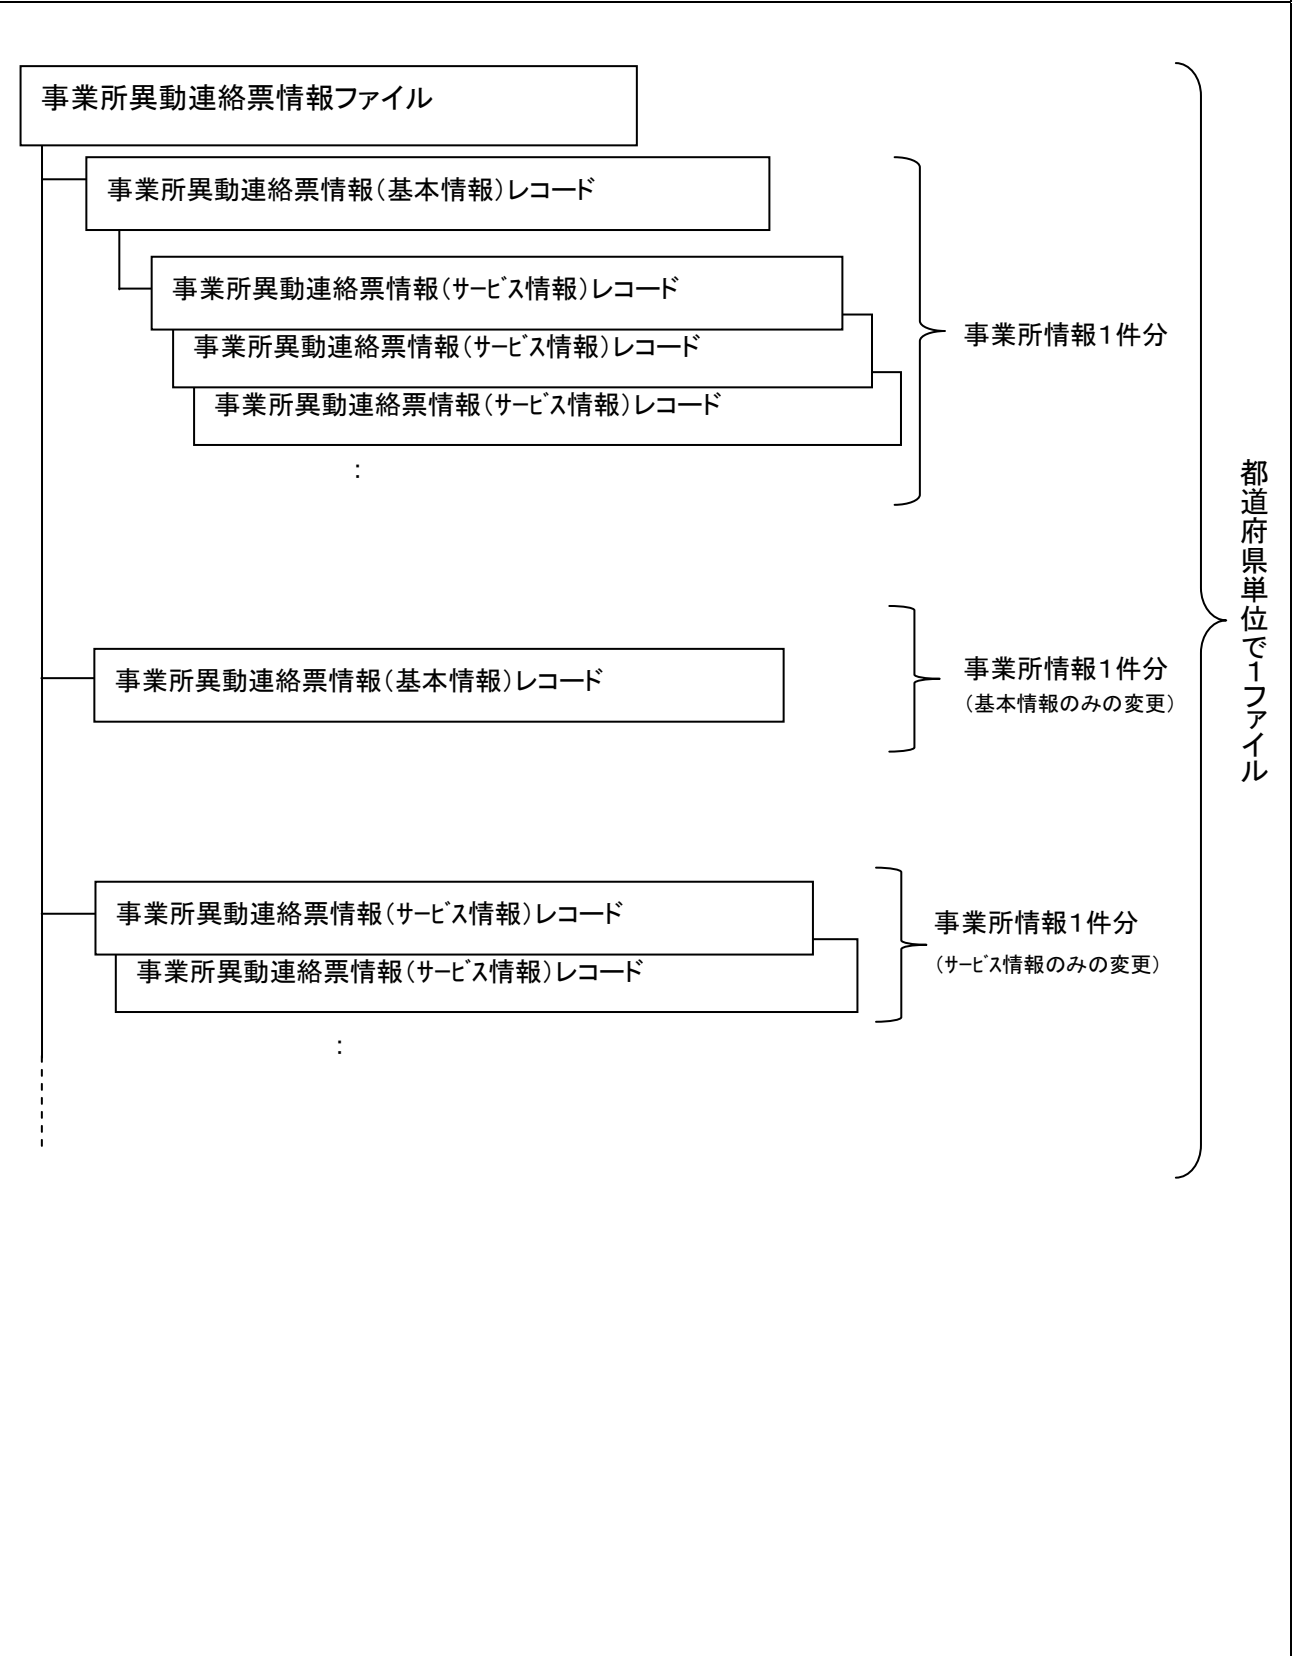 事業所異動連絡票情報ファイル
事業所異動連絡票情報（基本情報）レコード
事業所異動連絡票情報（ｻｰﾋﾞｽ情報）レコード
事業所異動連絡票情報（ｻｰﾋﾞｽ情報）レコード
事業所異動連絡票情報（ｻｰﾋﾞｽ情報）レコード
：
事業所情報１件分
事業所異動連絡票情報（基本情報）レコード
事業所情報１件分
（基本情報のみの変更）
事業所異動連絡票情報（ｻｰﾋﾞｽ情報）レコード
事業所異動連絡票情報（ｻｰﾋﾞｽ情報）レコード
：
事業所情報１件分
（ｻｰﾋﾞｽ情報のみの変更）
都道府県単位で１ファイル